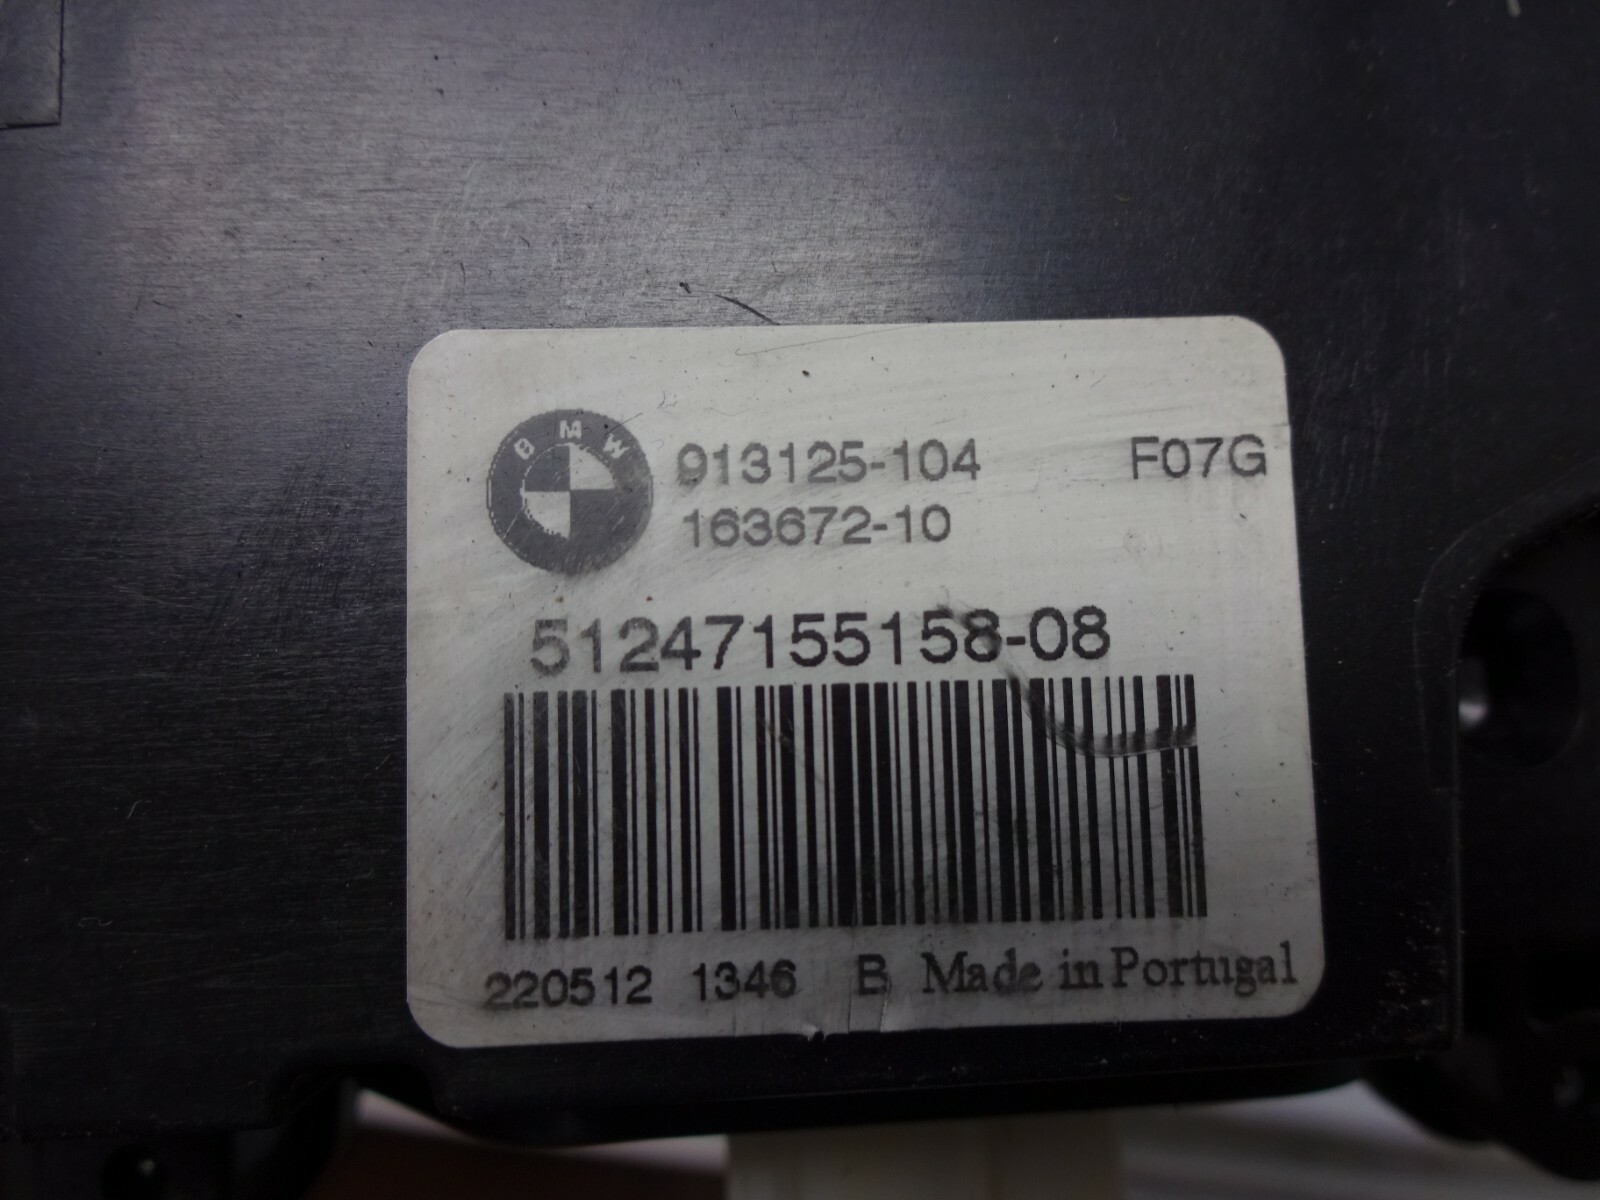 BMW
913125-104 F07G
163672-10
51247155158-08
220512 1346 B Made in Portugal